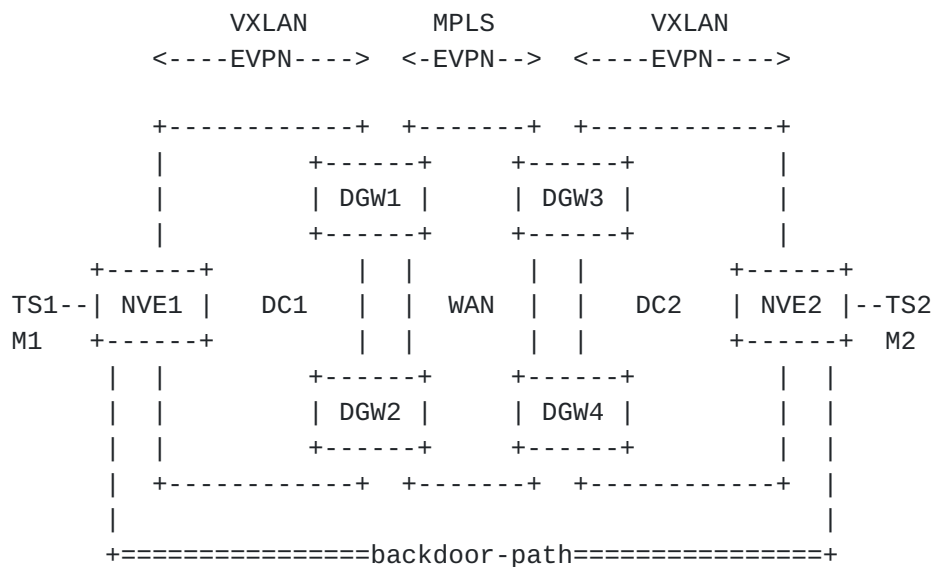 VXLAN MPLS VXLAN
<----EVPN----> <-EVPN--> <----EVPN---->
DGW1 DGW3
TS1--| NVE1 | DC1 | | WAN | | DC2 | NVE2 |--TS2
M1 M2
DGW2 DGW4
+================backdoor-path================+